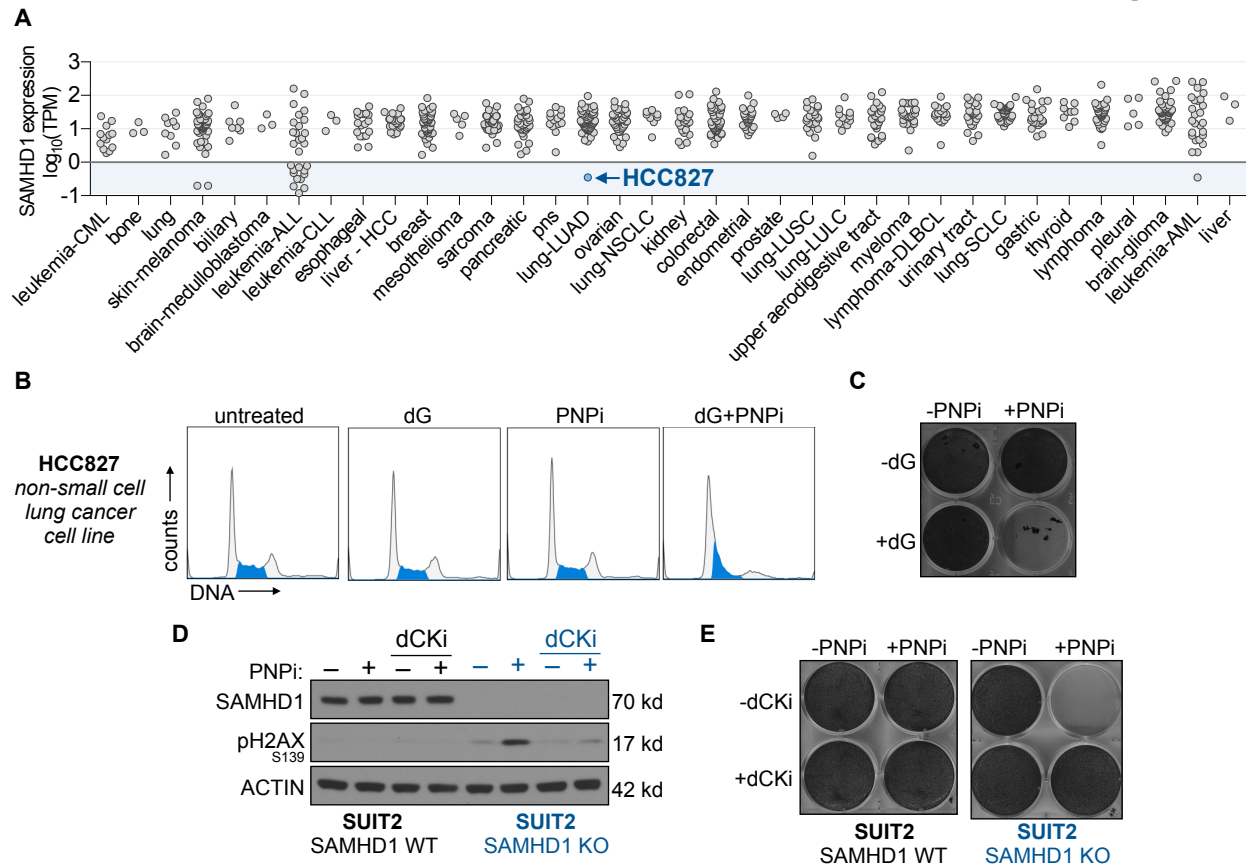 A
SAMHD1 expression
log10(TPM)
3
2
1
0
-1
HCC827
leukemia-CML
bone
lung
skin-melanoma
biliary
brain-medulloblastoma
leukemia-ALL
leukemia-CLL
esophageal
liver - HCC
breast
mesothelioma
sarcoma
pancreatic
pns
lung-LUAD
ovarian
lung-NSCLC
kidney
colorectal
endometrial
prostate
lung-LUSC
lung-LULC
upper aerodigestive tract
myeloma
lymphoma-DLBCL
urinary tract
lung-SCLC
gastric
thyroid
lymphoma
pleural
brain-glioma
leukemia-AML
liver
B
HCC827
non-small cell
lung cancer
cell line
untreated
dG
PNPi
dG+PNPi
counts
DNA
C
-PNPi +PNPi
-dG
+dG
D
dCKi dCKi
PNPi: – + – + – + – +
SAMHD1 70 kd
pH2AX 17 kd
S139
ACTIN 42 kd
SUIT2 SUIT2
SAMHD1 WT SAMHD1 KO
E
-PNPi +PNPi -PNPi +PNPi
-dCKi
+dCKi
SUIT2 SUIT2
SAMHD1 WT SAMHD1 KO